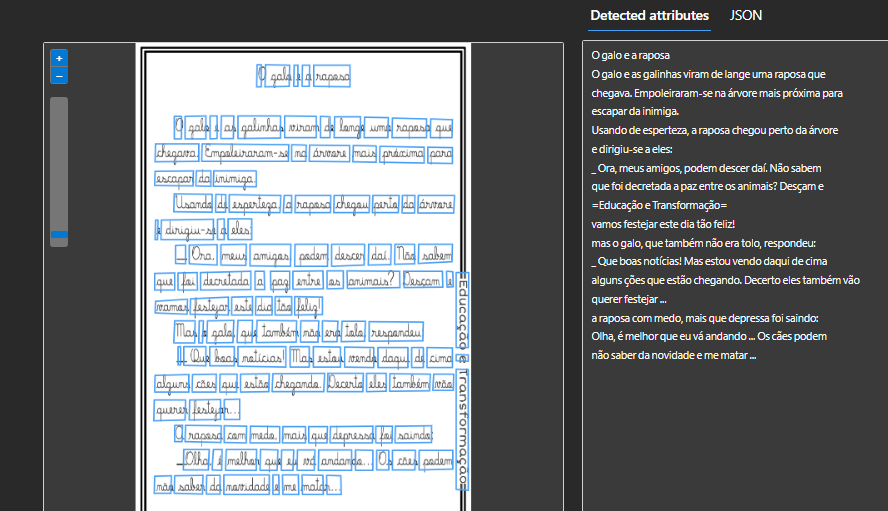 Detected attributes JSON
+
−
O galo e a raposa
O galo e as galinhas viram de longe uma raposa que
chegava. Empoleiraram-se na árvore mais próxima para
escapar da inimiga.
Usando de esperteza, a raposa chegou perto da árvore
e dirigiu-se a eles:
_ Ora, meus amigos, podem descer daí. Não sabem
que foi decretada a paz entre os animais? Desçam e
vamos festejar este dia tão feliz!
Mas o galo, que também não era tolo, respondeu:
_ Que boas notícias! Mas estou vendo daqui de cima
alguns cães que estão chegando. Decerto eles também vão
querer festejar...
A raposa com medo, mais que depressa foi saindo:
_ Olha, é melhor que eu vá andando... Os cães podem
não saber da novidade e me matar...
=Educação e Transformação=
O galo e a raposa
O galo e as galinhas viram de lange uma raposa que
chegava. Empoleiraram-se na árvore mais próxima para
escapar da inimiga.
Usando de esperteza, a raposa chegou perto da árvore
e dirigiu-se a eles:
_ Ora, meus amigos, podem descer daí. Não sabem
que foi decretada a paz entre os animais? Desçam e
=Educação e Transformação=
vamos festejar este dia tão feliz!
mas o galo, que também não era tolo, respondeu:
_ Que boas notícias! Mas estou vendo daqui de cima
alguns ções que estão chegando. Decerto eles também vão
querer festejar ...
a raposa com medo, mais que depressa foi saindo:
Olha, é melhor que eu vá andando ... Os cães podem
não saber da novidade e me matar ...